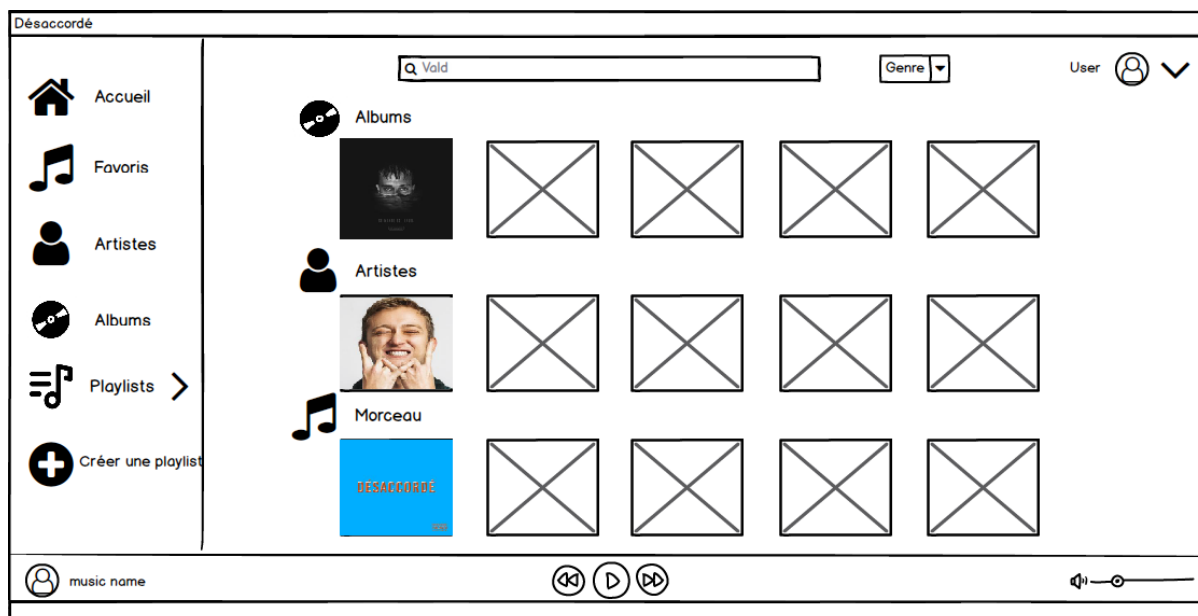 Désaccordé
Vald
Genre
User
Accueil
Favoris
Artistes
Albums
Playlists
Créer une playlist
Albums
Artistes
Morceau
DÉSACCORDÉ
music name